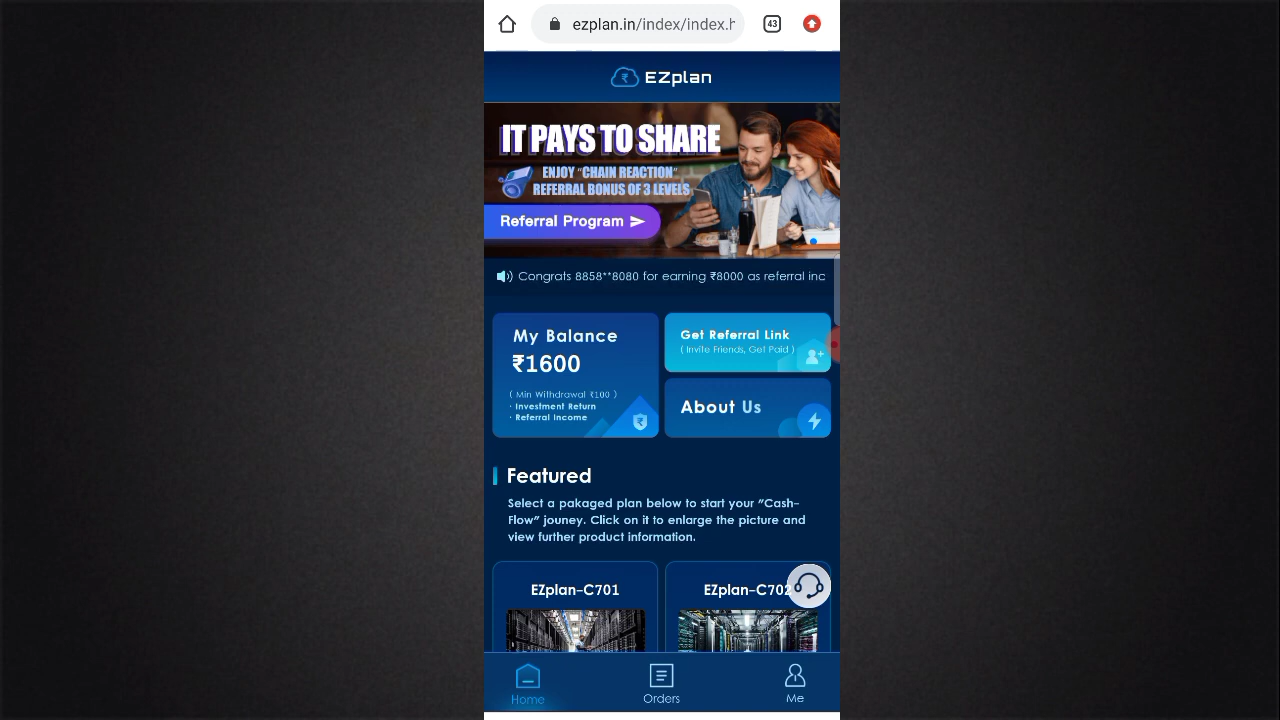 ezplan.in/index/index.h
43
EZplan
IT PAYS TO SHARE
ENJOY "CHAIN REACTION"
REFERRAL BONUS OF 3 LEVELS
Referral Program
Congrats 8858**8080 for earning ₹8000 as referral inc
My Balance
₹1600
( Min Withdrawal ₹100 )
· Investment Return
· Referral Income
Get Referral Link
( Invite Friends, Get Paid )
About Us
Featured
Select a pakaged plan below to start your "Cash-
Flow" jouney. Click on it to enlarge the picture and
view further product information.
EZplan-C701
EZplan-C702
Home
Orders
Me